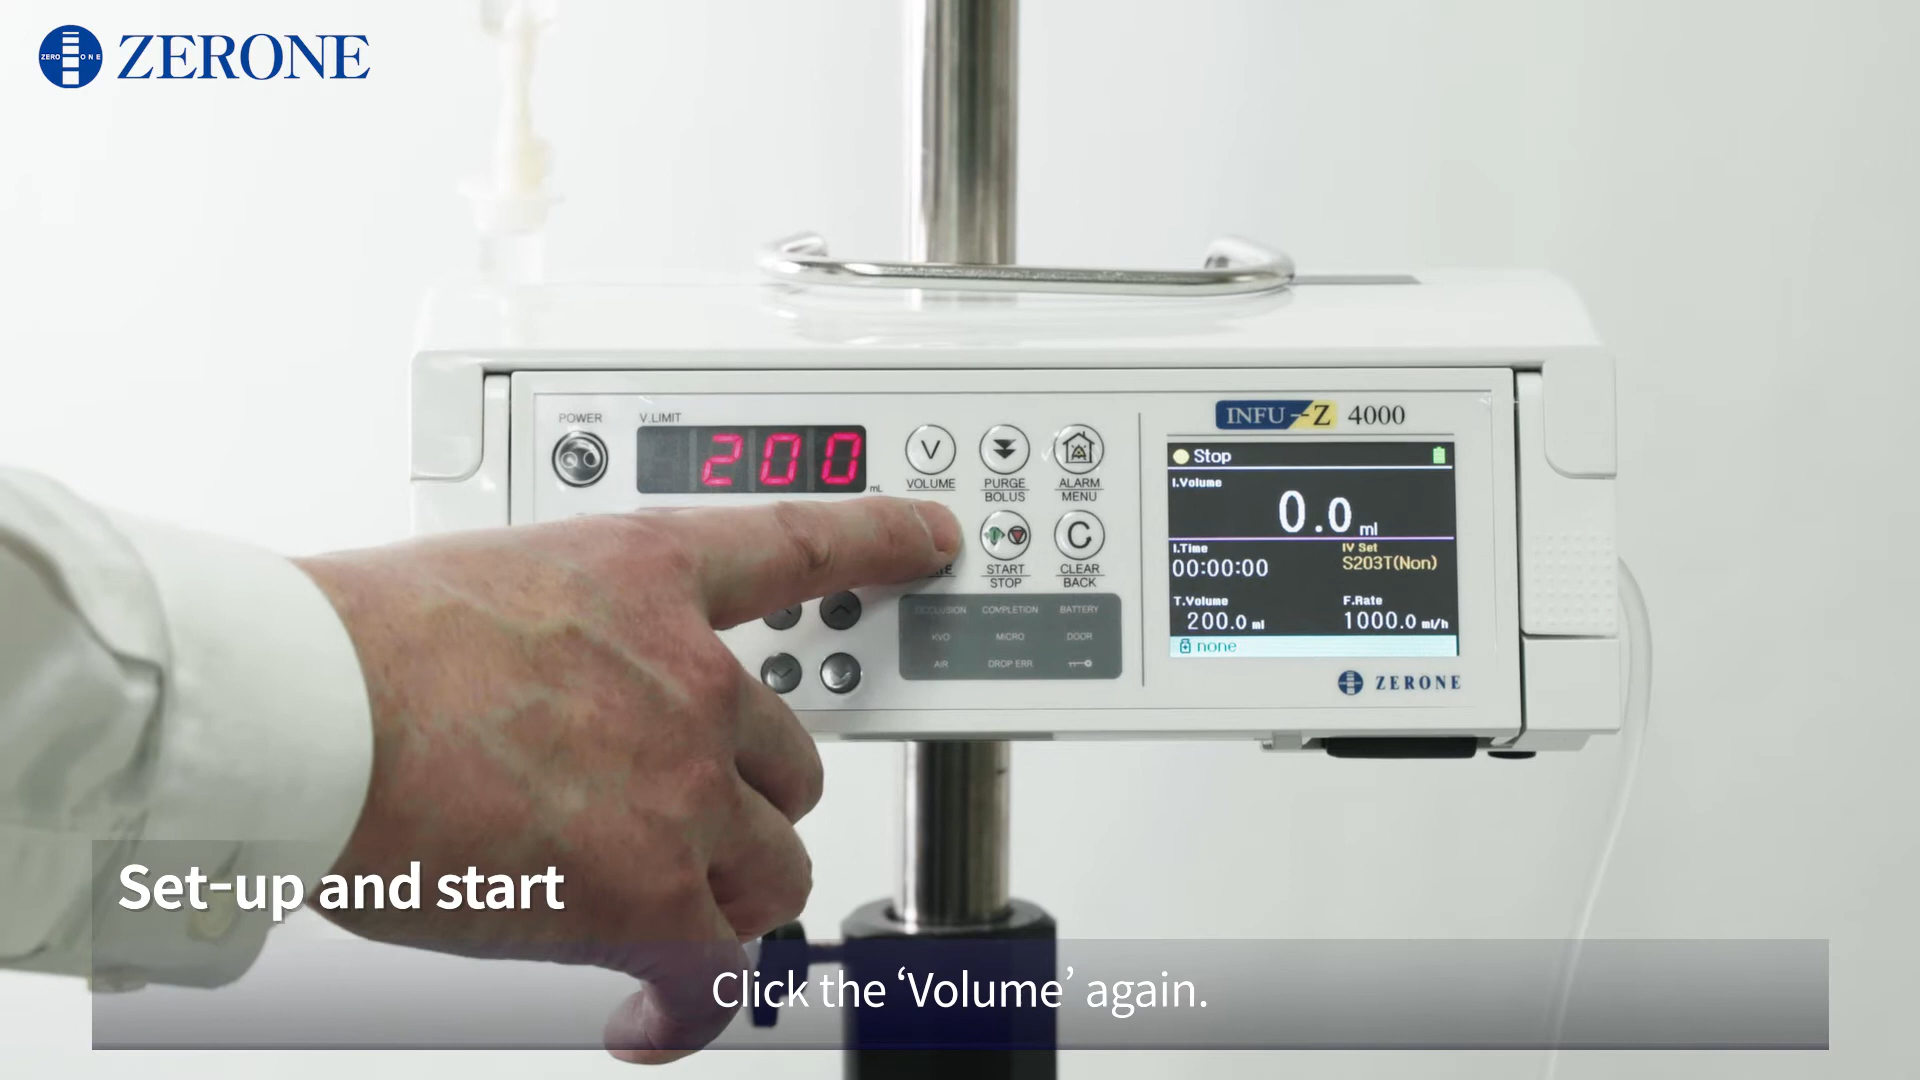 ZERO ONE ZERONE
POWER
V.LIMIT
200
mL
VOLUME
PURGE
BOLUS
ALARM
MENU
START
STOP
CLEAR
BACK
OCCLUSION COMPLETION BATTERY
KVO MICRO DOOR
AIR DROP ERR
INFU-Z 4000
Stop
I.Volume
0.0 ml
I.Time
00:00:00
IV Set
S203T(Non)
T.Volume
200.0 ml
F.Rate
1000.0 ml/h
none
ZERONE
Set-up and start
Click the ‘Volume’ again.